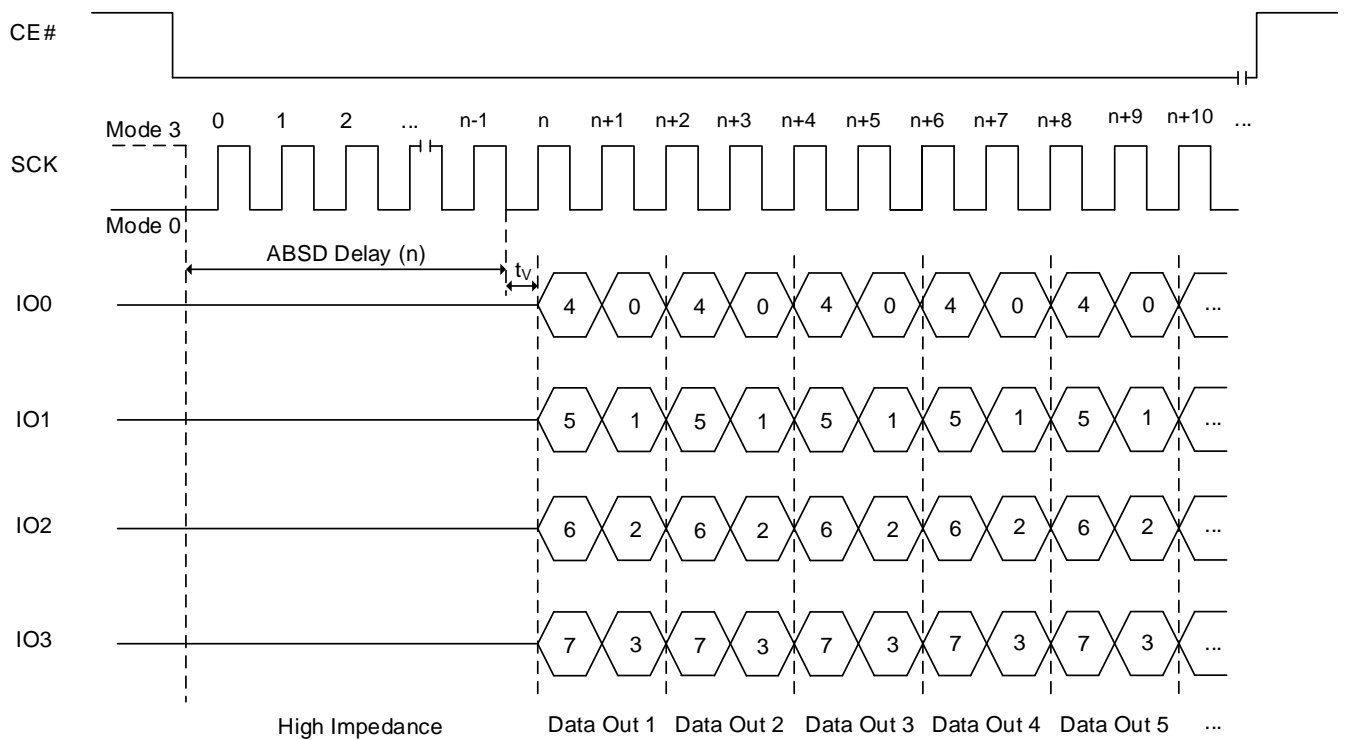 CE#
Mode 3 0 1 2 ... n-1 n n+1 n+2 n+3 n+4 n+5 n+6 n+7 n+8 n+9 n+10 ...
SCK
Mode 0
ABSD Delay (n)
tV
IO0 4 0 4 0 4 0 4 0 4 0 ...
IO1 5 1 5 1 5 1 5 1 5 1 ...
IO2 6 2 6 2 6 2 6 2 6 2 ...
IO3 7 3 7 3 7 3 7 3 7 3 ...
High Impedance Data Out 1 Data Out 2 Data Out 3 Data Out 4 Data Out 5 ...